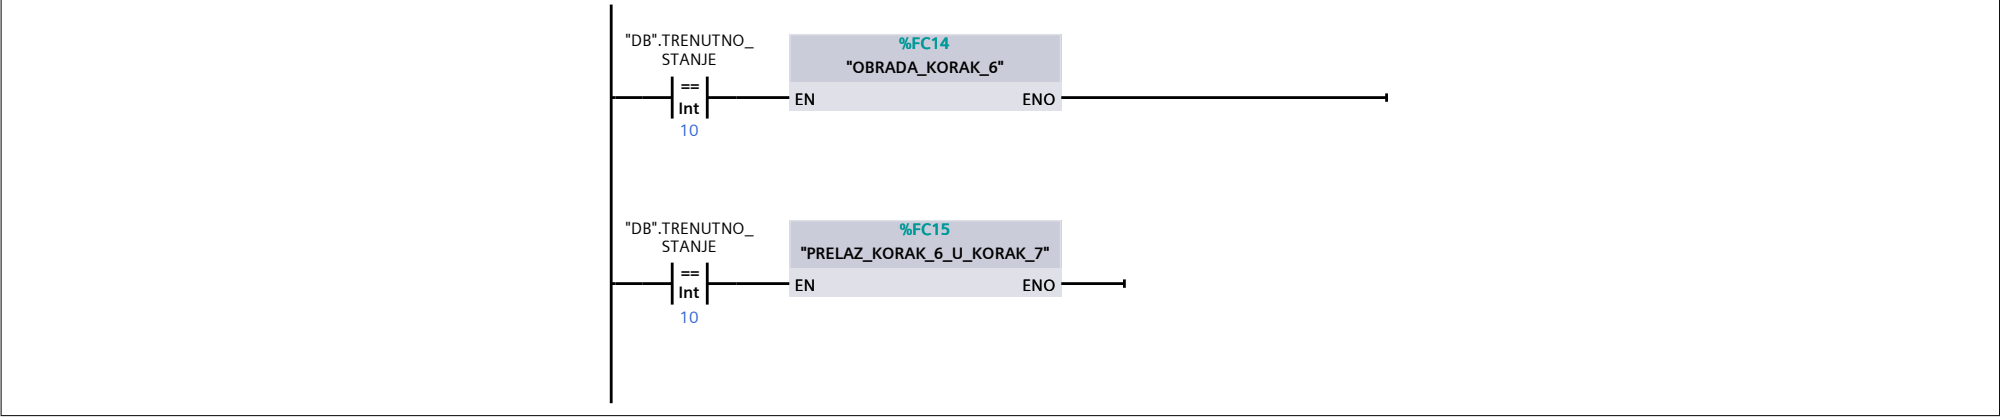 "DB".TRENUTNO_
STANJE
%FC14
"OBRADA_KORAK_6"
==
Int
EN
ENO
10
"DB".TRENUTNO_
STANJE
%FC15
"PRELAZ_KORAK_6_U_KORAK_7"
==
Int
EN
ENO
10